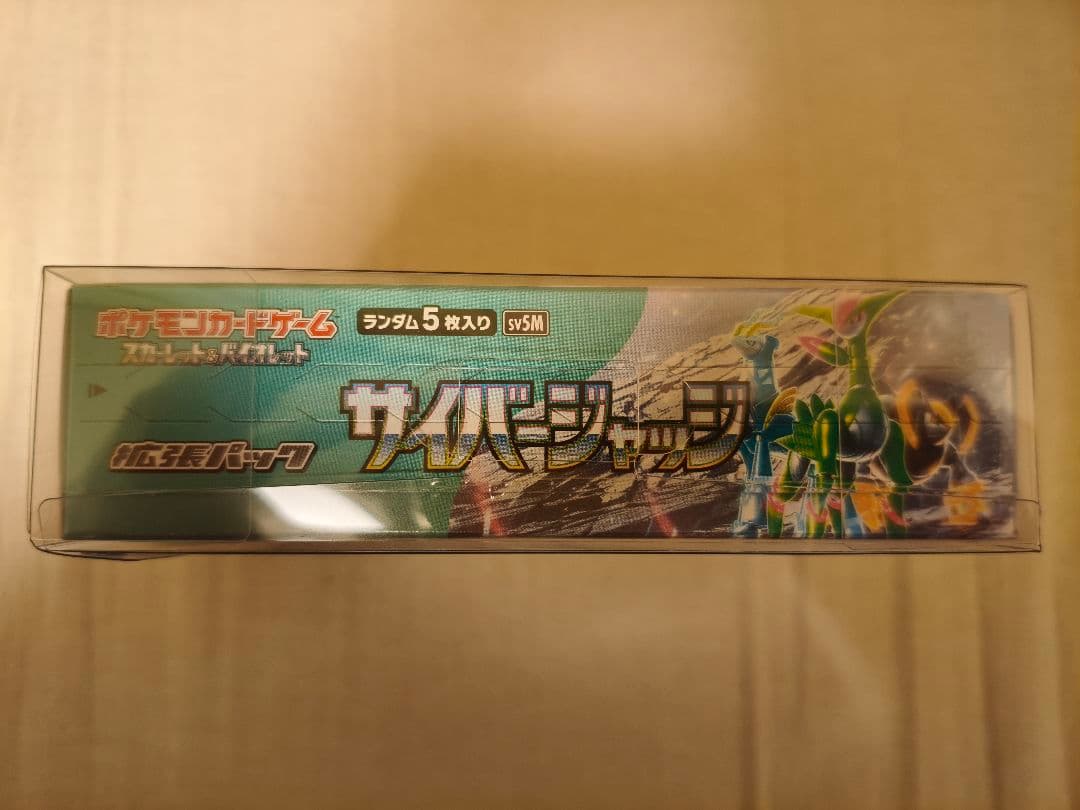 ポケモンカードゲーム
スカーレット&バイオレット
ランダム5枚入り
SV5M
サイバージャッジ
拡張パック